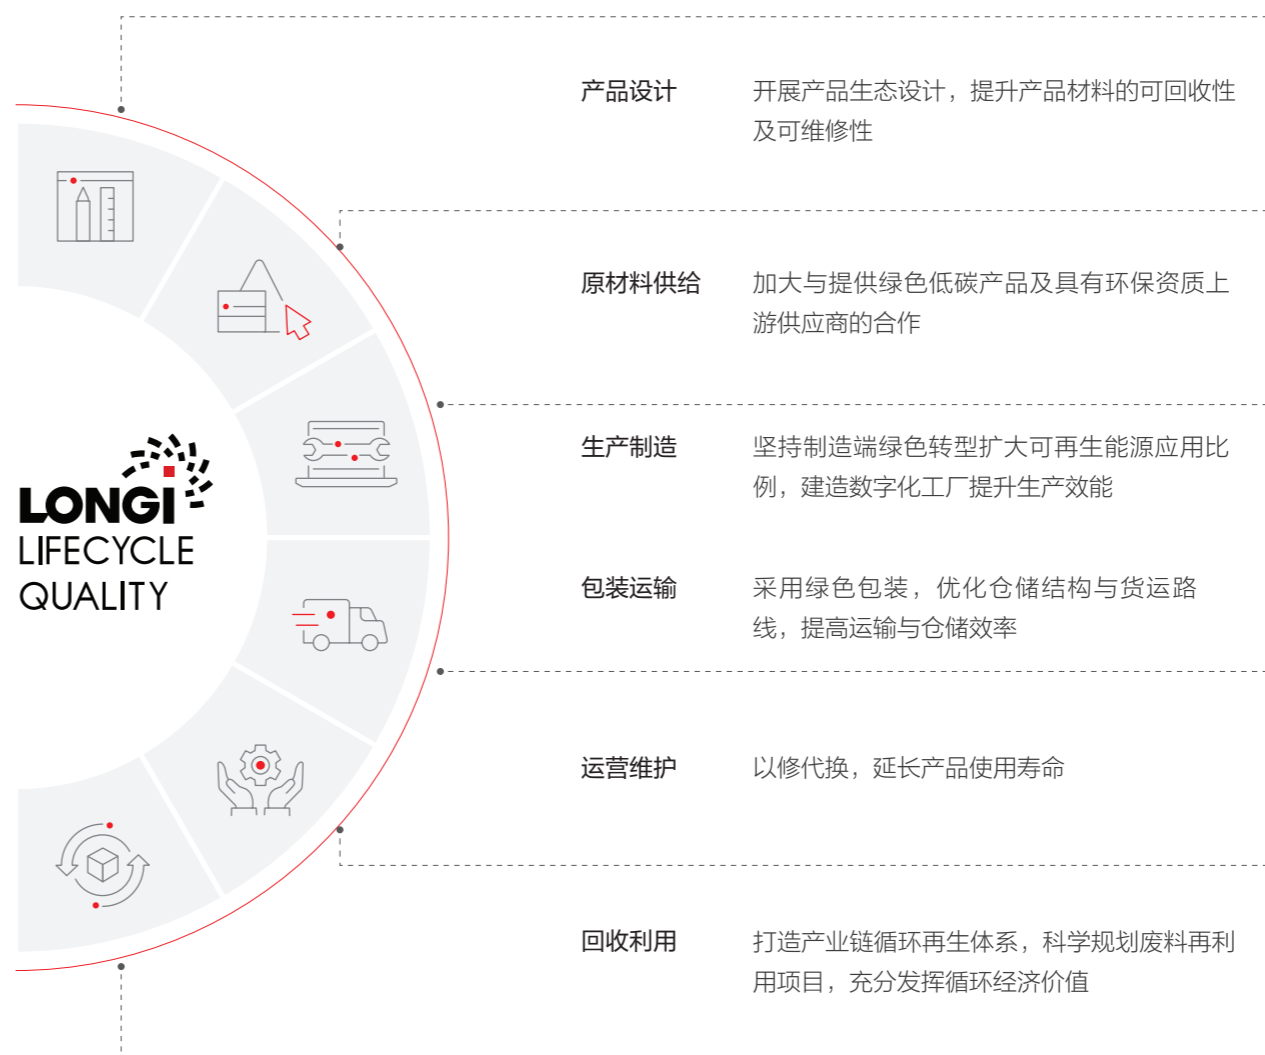 产品设计
开展产品生态设计，提升产品材料的可回收性
及可维修性
原材料供给
加大与提供绿色低碳产品及具有环保资质上
游供应商的合作
生产制造
坚持制造端绿色转型扩大可再生能源应用比
例，建造数字化工厂提升生产效能
包装运输
采用绿色包装，优化仓储结构与货运路
线，提高运输与仓储效率
运营维护
以修代换，延长产品使用寿命
回收利用
打造产业链循环再生体系，科学规划废料再利
用项目，充分发挥循环经济价值
LONGi
LIFECYCLE
QUALITY